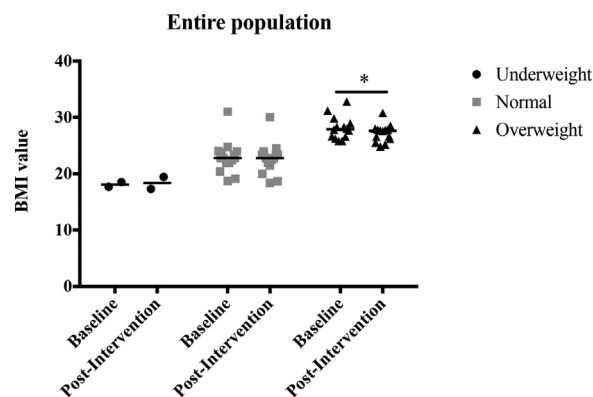 Entire population
BMI value
40
30
20
10
0
*
Underweight
Normal
Overweight
Baseline
Post-Intervention
Baseline
Post-Intervention
Baseline
Post-Intervention